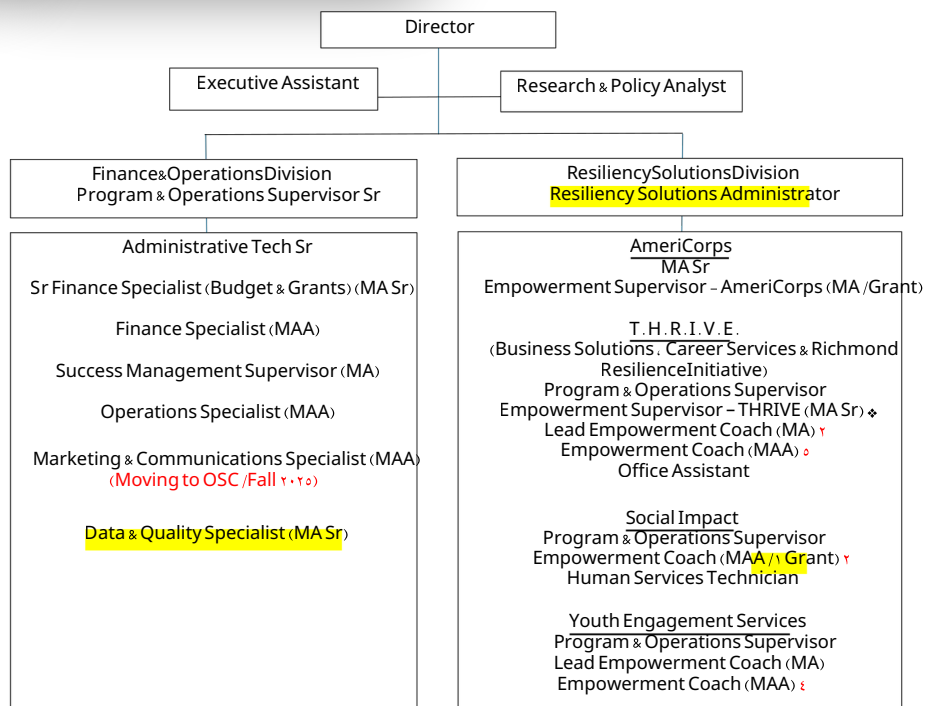 Director
Executive Assistant
Research & Policy Analyst
Finance&OperationsDivision
Program & Operations Supervisor Sr
ResiliencySolutionsDivision
Resiliency Solutions Administrator
Administrative Tech Sr
Sr Finance Specialist (Budget & Grants) (MA Sr)
Finance Specialist (MAA)
Success Management Supervisor (MA)
Operations Specialist (MAA)
Marketing & Communications Specialist (MAA)
(Moving to OSC /Fall ٢٠٢٥)
Data & Quality Specialist (MA Sr)
AmeriCorps
MA Sr
Empowerment Supervisor – AmeriCorps (MA /Grant)
T.H.R.I.V.E.
(Business Solutions، Career Services & Richmond
ResilienceInitiative)
Program & Operations Supervisor
Empowerment Supervisor – THRIVE (MA Sr) ❖
Lead Empowerment Coach (MA) ٢
Empowerment Coach (MAA) ٥
Office Assistant
Social Impact
Program & Operations Supervisor
Empowerment Coach (MAA /١ Grant) ٢
Human Services Technician
Youth Engagement Services
Program & Operations Supervisor
Lead Empowerment Coach (MA)
Empowerment Coach (MAA) ٤